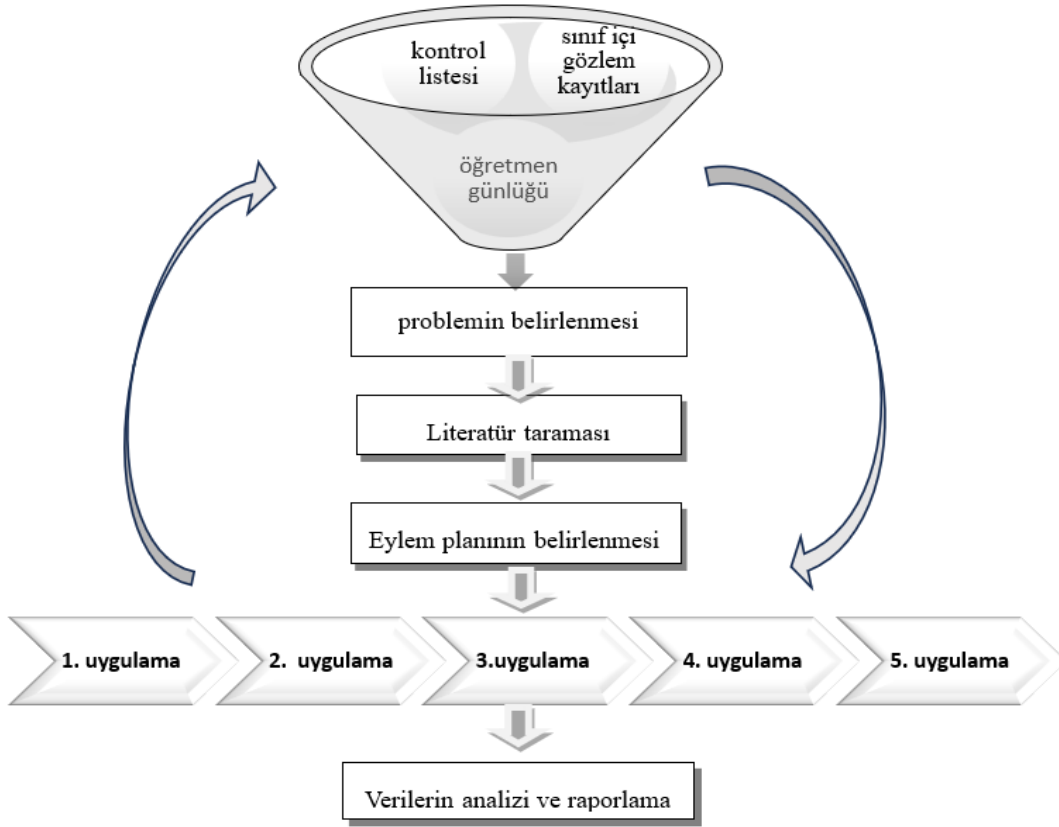 kontrol
listesi
sınıf içi
gözlem
kayıtları
öğretmen
günlüğü
problemin belirlenmesi
Literatür taraması
Eylem planının belirlenmesi
1. uygulama
2. uygulama
3.uygulama
4. uygulama
5. uygulama
Verilerin analizi ve raporlama